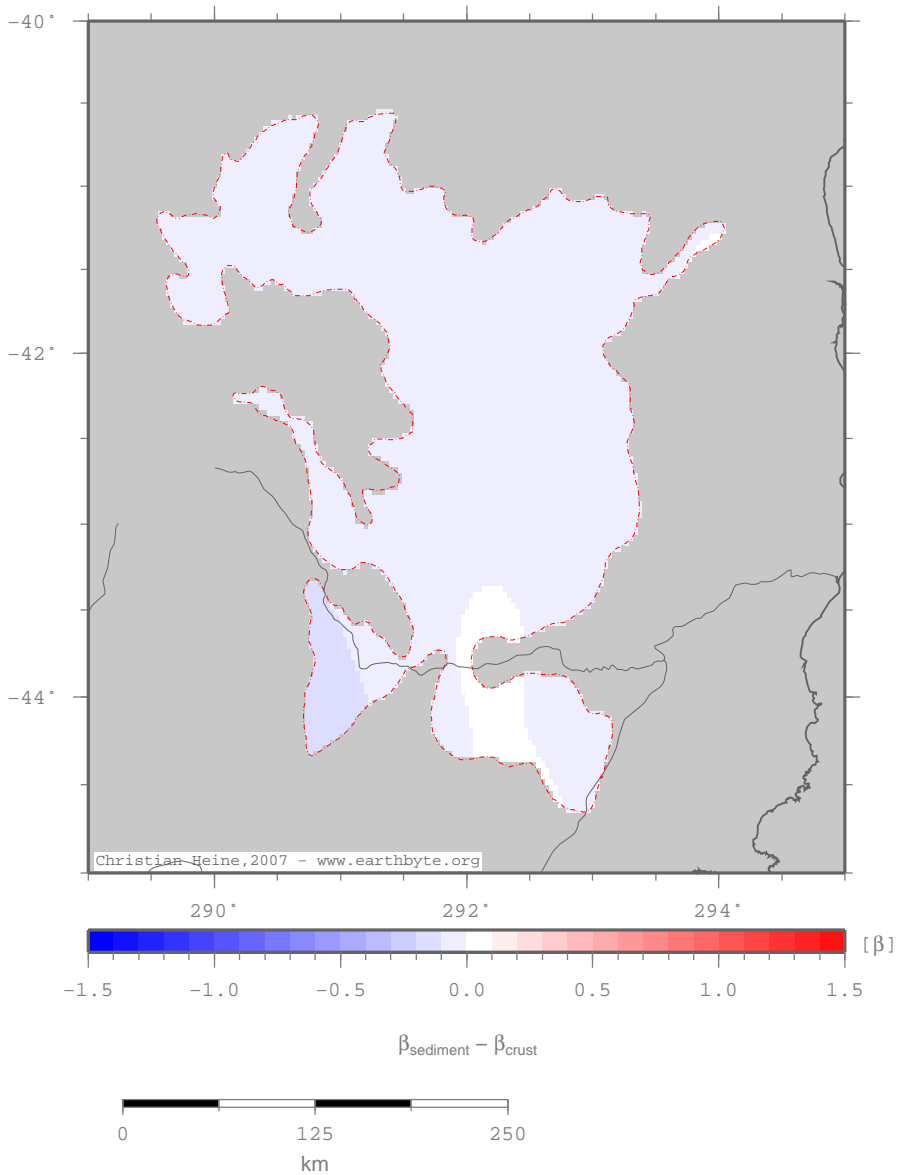 −40°
−42°
−44°
Christian Heine,2007 − www.earthbyte.org
290° 292° 294°
[β]
−1.5 −1.0 −0.5 0.0 0.5 1.0 1.5
βsediment − βcrust
0 125 250
km